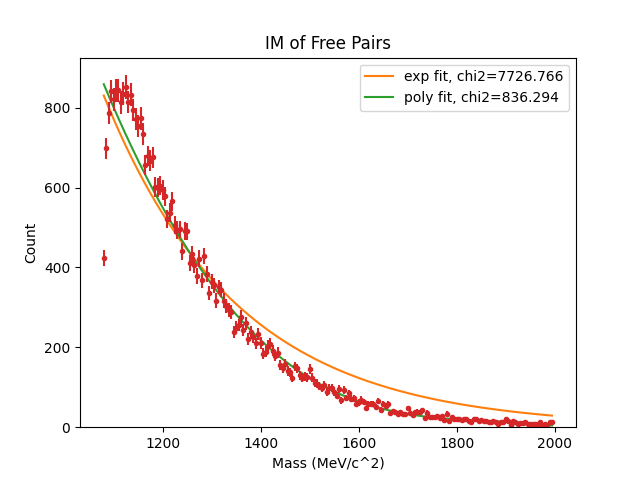 IM of Free Pairs
exp fit, chi2=7726.766
poly fit, chi2=836.294
800
600
400
200
0
Count
1200 1400 1600 1800 2000
Mass (MeV/c^2)